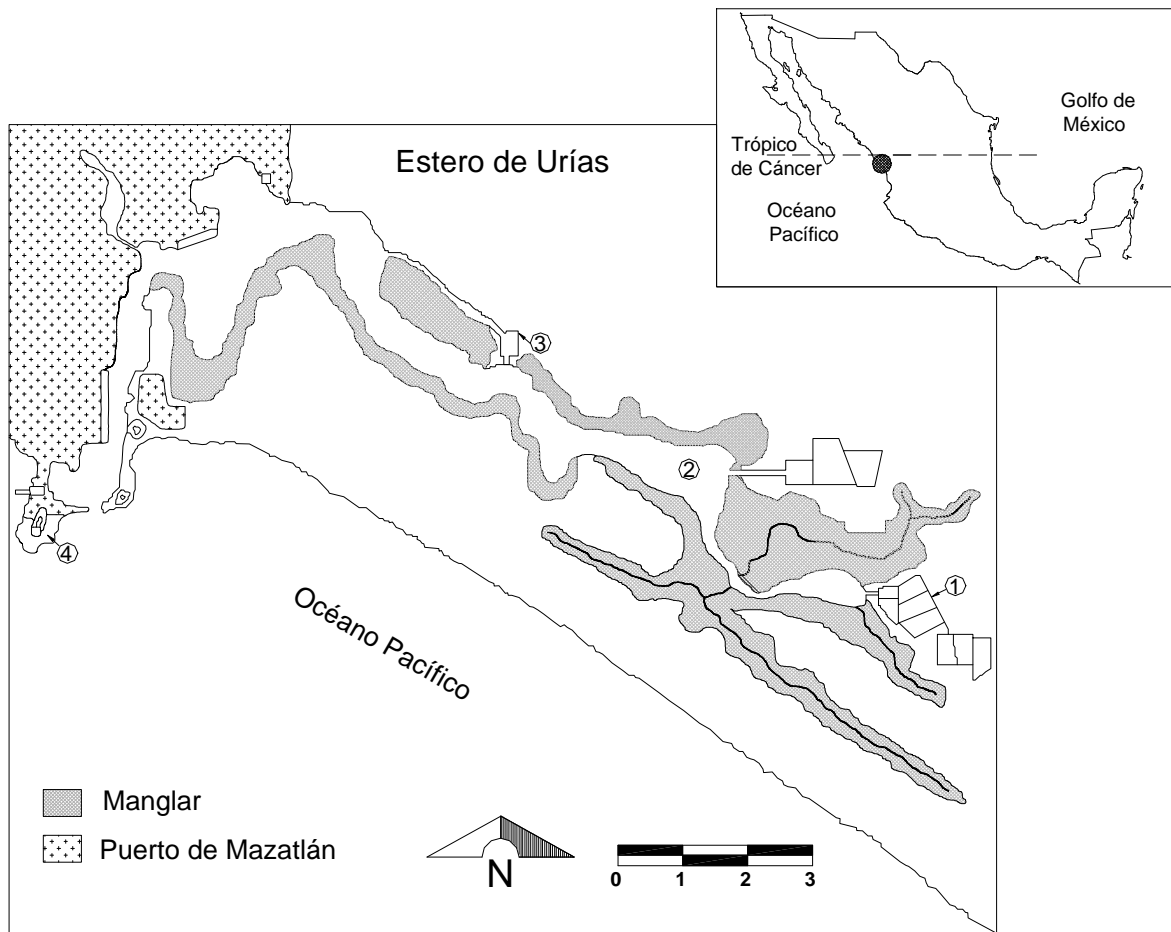 Golfo de
México
Trópico
de Cáncer
Océano
Pacífico
Estero de Urías
3
2
1
4
Océano Pacífico
Manglar
Puerto de Mazatlán
N
0 1 2 3